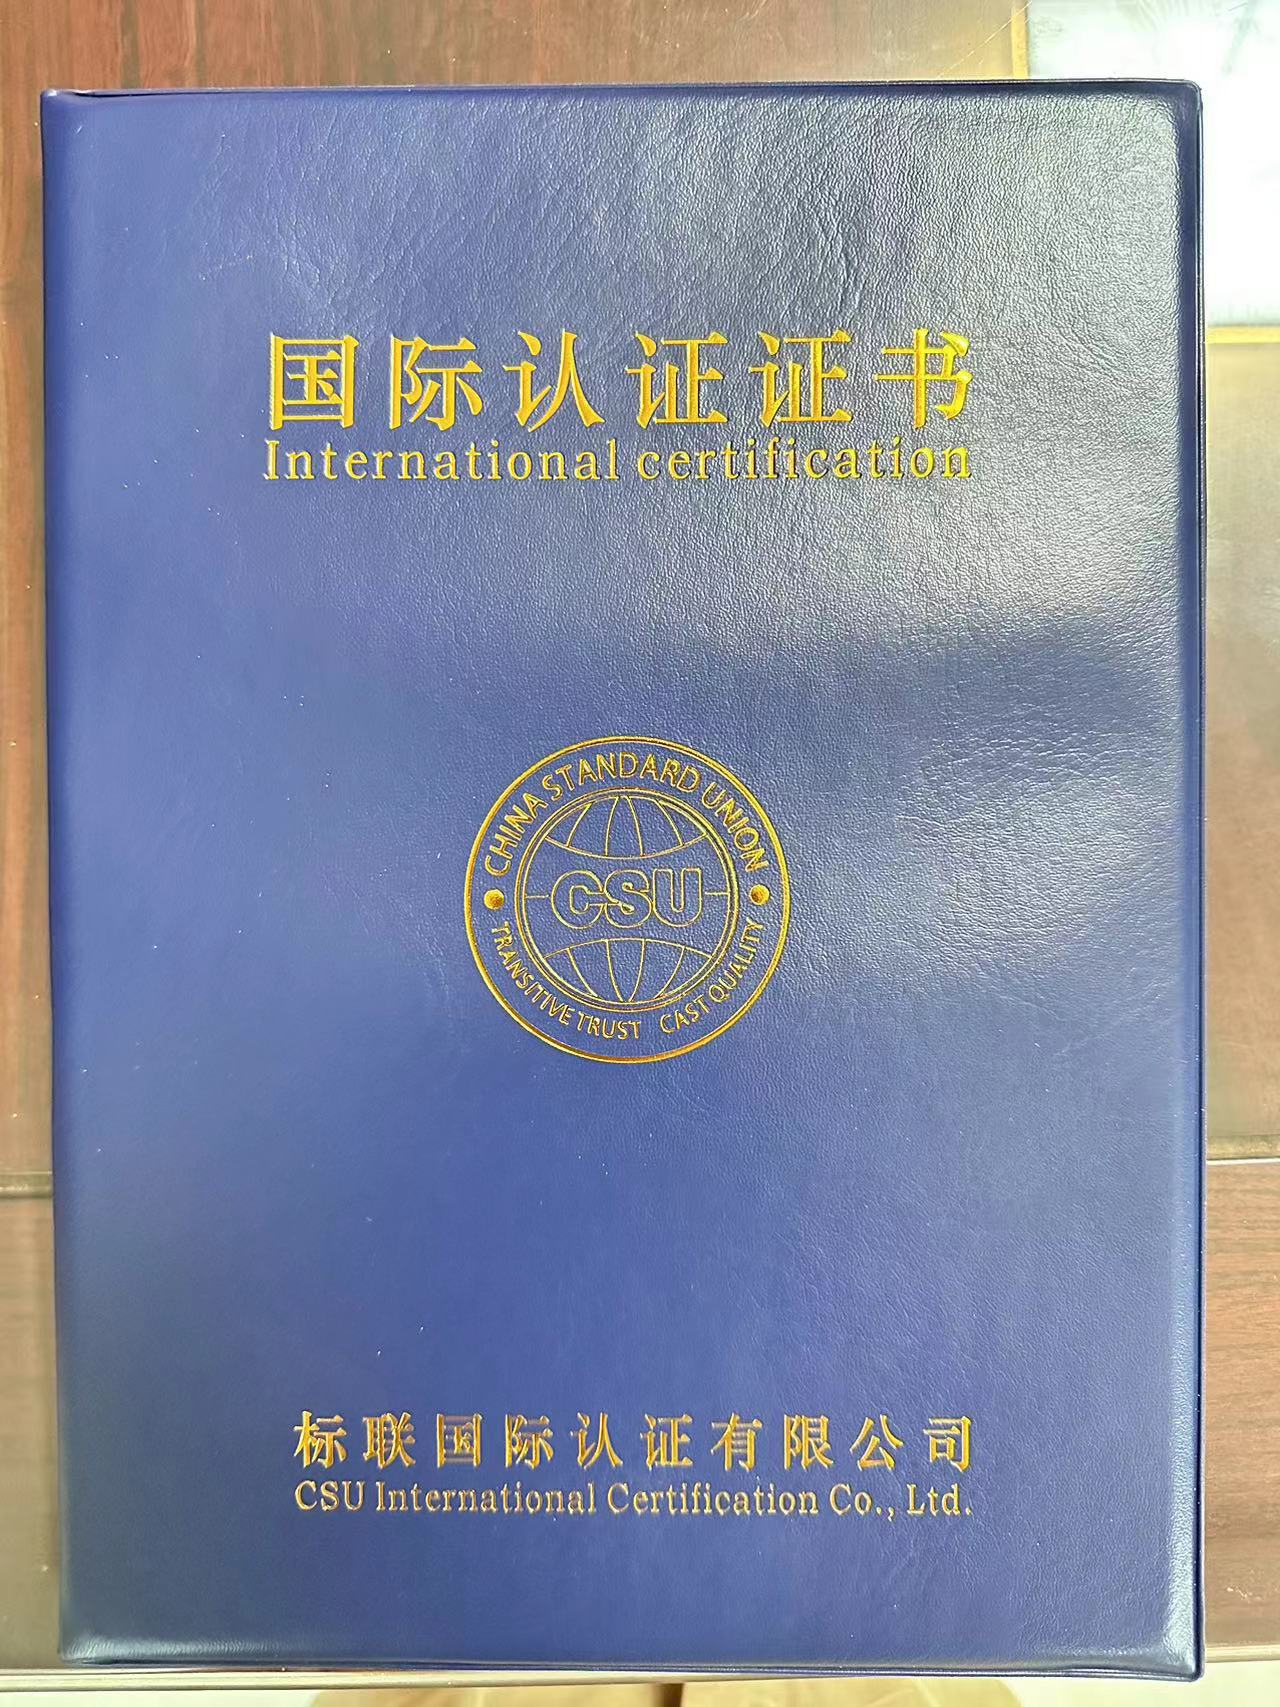 国际认证证书
International certification
CHINA STANDARD UNION
CSU
TRANSITIVE TRUST CAST QUALITY
标联国际认证有限公司
CSU International Certification Co., Ltd.